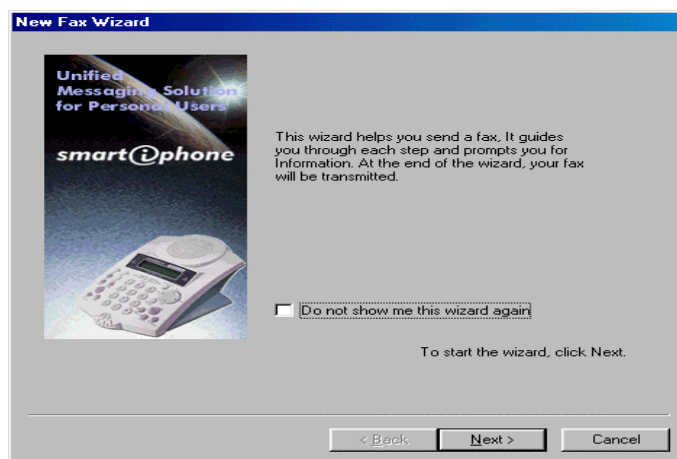 New Fax Wizard
Unified
Messaging Solution
for Personal Users
smartiphone
This wizard helps you send a fax, It guides
you through each step and prompts you for
Information. At the end of the wizard, your fax
will be transmitted.
Do not show me this wizard again
To start the wizard, click Next.
< Back Next > Cancel